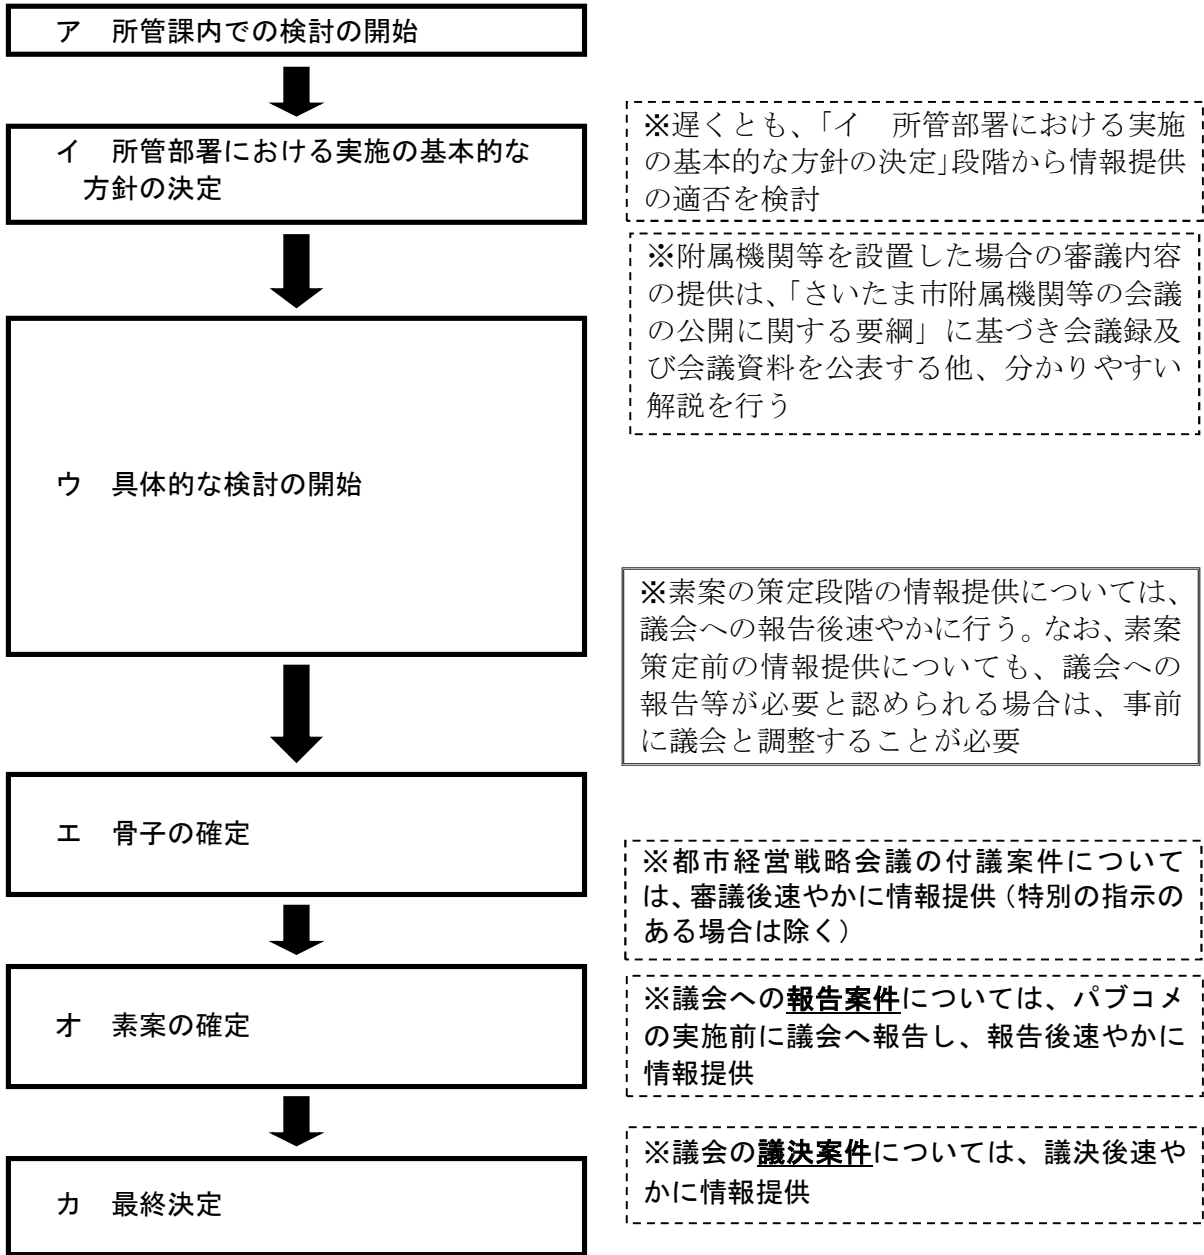 ア　所管課内での検討の開始
イ　所管部署における実施の基本的な
方針の決定
※遅くとも、「イ　所管部署における実施
の基本的な方針の決定」段階から情報提供
の適否を検討
※附属機関等を設置した場合の審議内容
の提供は、「さいたま市附属機関等の会議
の公開に関する要綱」に基づき会議録及
び会議資料を公表する他、分かりやすい
解説を行う
ウ　具体的な検討の開始
※素案の策定段階の情報提供については、
議会への報告後速やかに行う。なお、素案
策定前の情報提供についても、議会への
報告等が必要と認められる場合は、事前
に議会と調整することが必要
エ　骨子の確定
※都市経営戦略会議の付議案件について
は、審議後速やかに情報提供（特別の指示の
ある場合は除く）
オ　素案の確定
※議会への報告案件については、パブコメ
の実施前に議会へ報告し、報告後速やかに
情報提供
カ　最終決定
※議会の議決案件については、議決後速や
かに情報提供